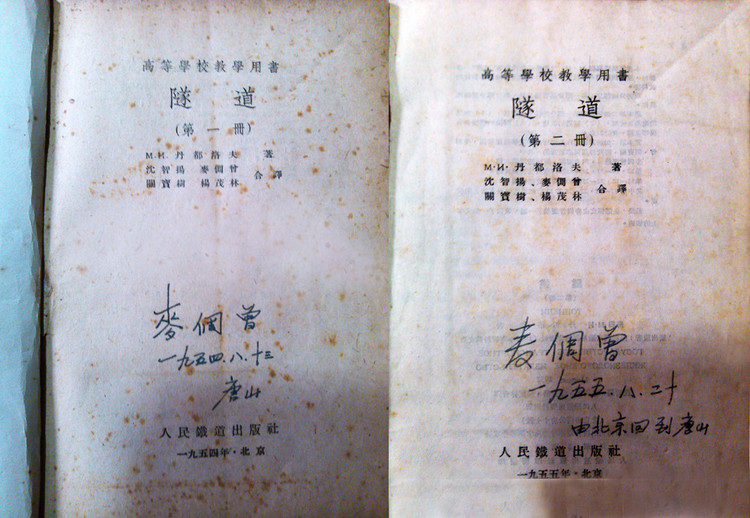 高等學校教學用書
隧道
(第一冊)
М·И·丹都洛夫 著
沈智揚 麥倜曾
關寶樹 楊茂林 合譯
麥倜曾
一九五四.八.十三
唐山
人民鐵道出版社
一九五四年·北京
高等學校教學用書
隧道
(第二冊)
М·И·丹都洛夫 著
沈智揚、麥倜曾
關寶樹、楊茂林 合譯
麦倜曾
一九五五.八.二十
由北京回到唐山
人民鐵道出版社
一九五五年·北京